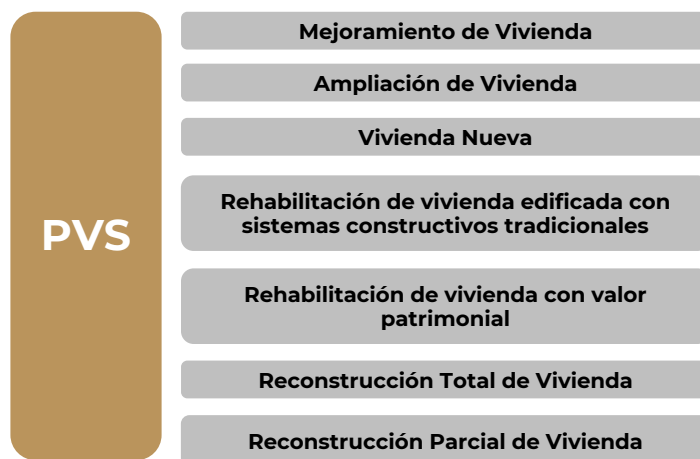 PVS
Mejoramiento de Vivienda
Ampliación de Vivienda
Vivienda Nueva
Rehabilitación de vivienda edificada con
sistemas constructivos tradicionales
Rehabilitación de vivienda con valor
patrimonial
Reconstrucción Total de Vivienda
Reconstrucción Parcial de Vivienda